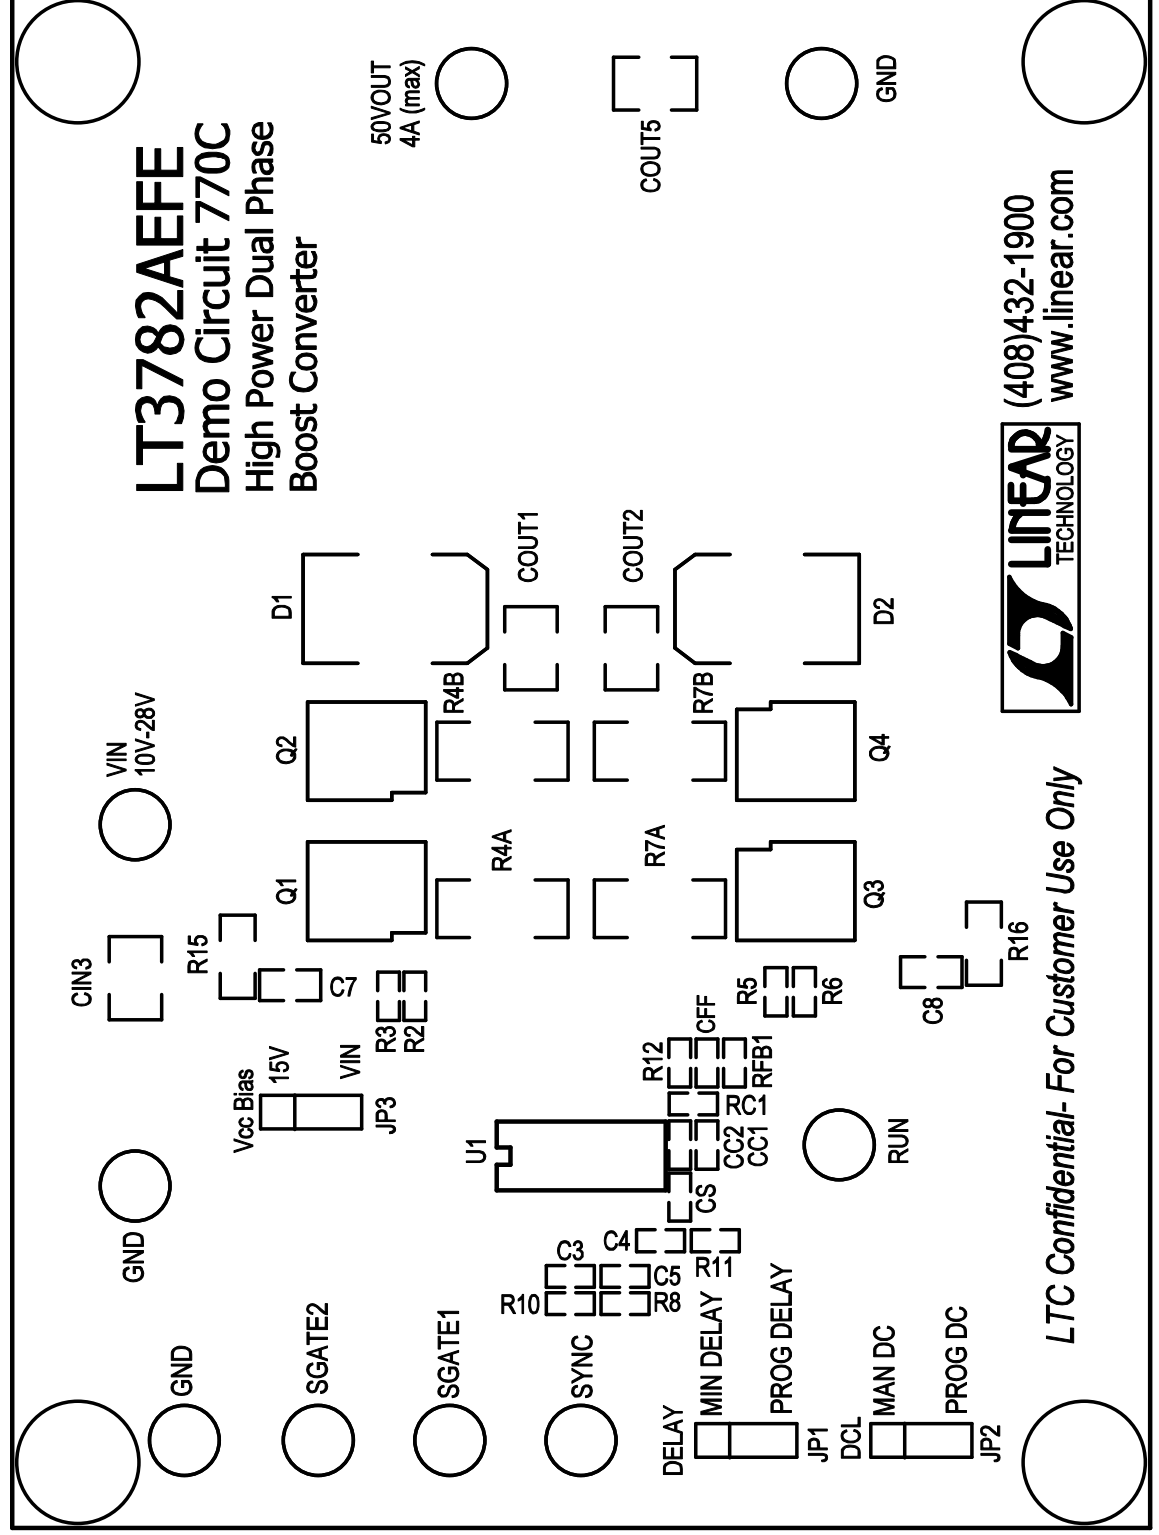 LT3782AEFE
Demo Circuit 770C
High Power Dual Phase
Boost Converter
50VOUT
4A (max)
GND
COUT5
(408)432-1900
www.linear.com
LINEAR
TECHNOLOGY
LTC Confidential- For Customer Use Only
VIN
10V-28V
CIN3
GND
D1
COUT1
COUT2
D2
Q2
R4B
R7B
Q4
Q1
R4A
R7A
Q3
R15
C7
R3
R2
R5
R6
C8
R16
Vcc Bias
15V
VIN
JP3
U1
R12
CFF
RFB1
RC1
CC2
CC1
CS
RUN
C4
R11
C3
C5
R10
R8
GND
SGATE2
SGATE1
SYNC
DELAY
MIN DELAY
PROG DELAY
JP1
DCL
MAN DC
PROG DC
JP2